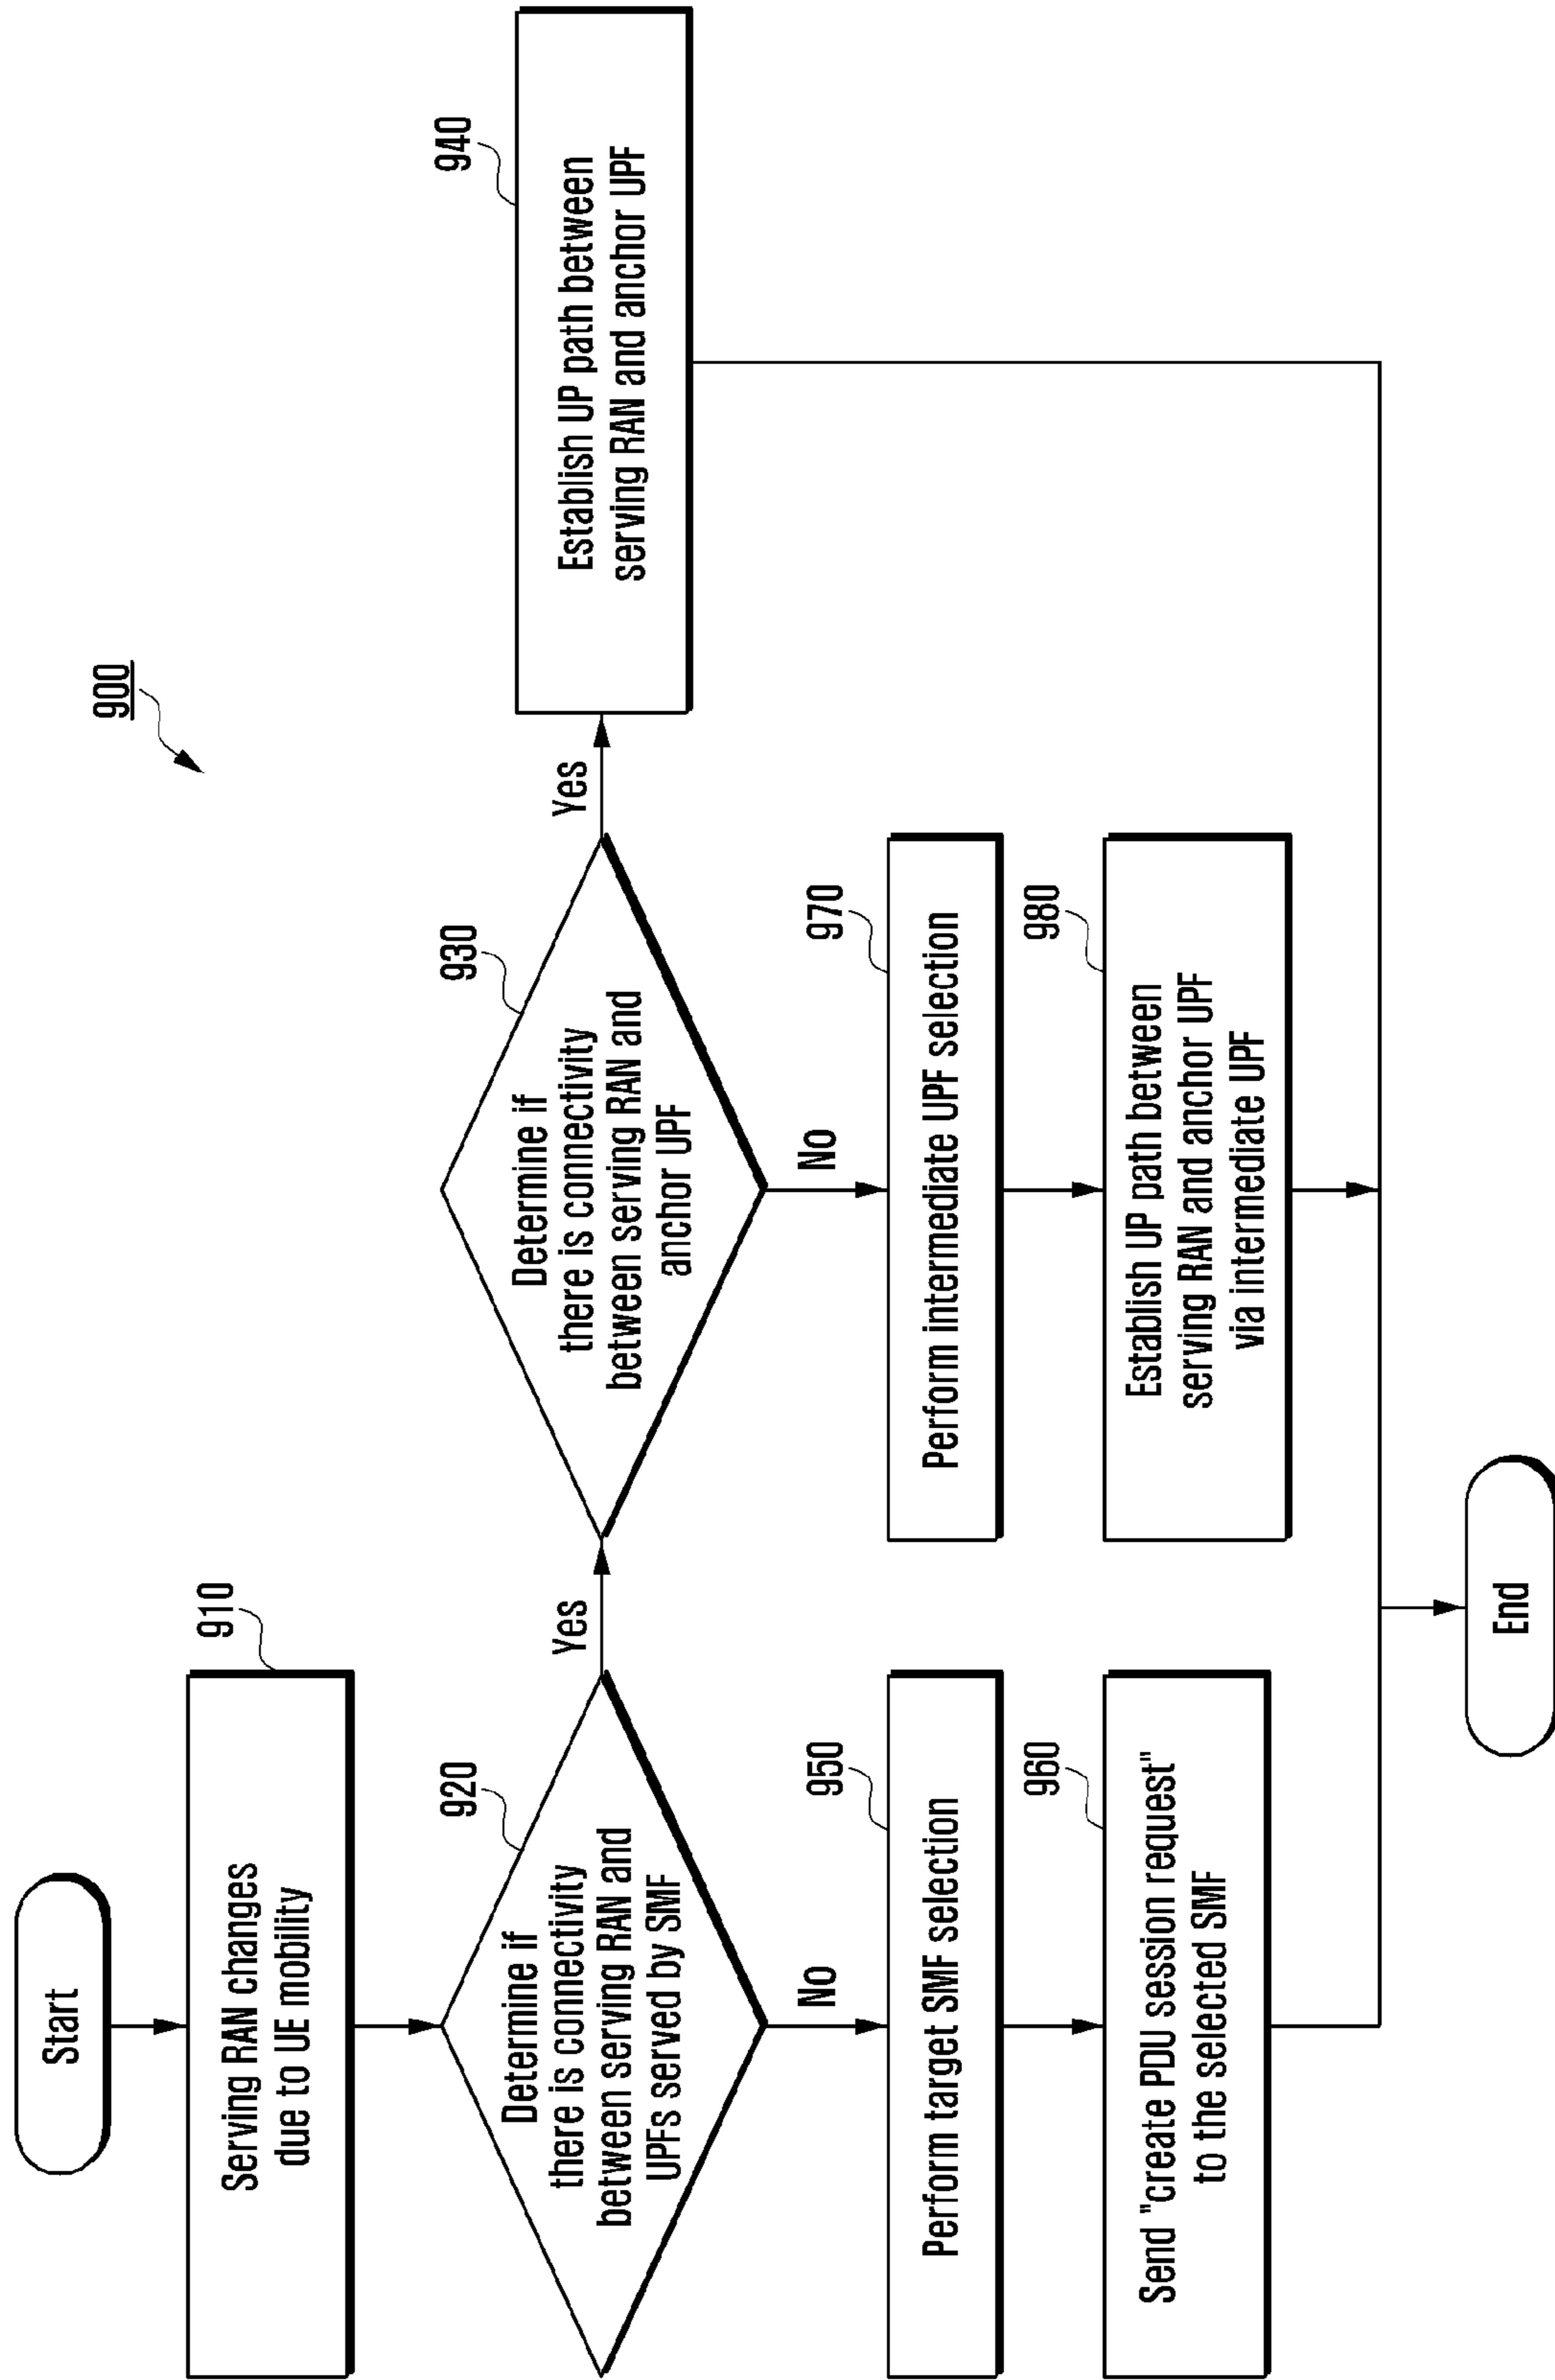 900
Start
910
Serving RAN changes
due to UE mobility
920
Determine if
there is connectivity
between serving RAN and
UPFs served by SMF
Yes
930
Determine if
there is connectivity
between serving RAN and
anchor UPF
Yes
940
Establish UP path between
serving RAN and anchor UPF
No
950
Perform target SMF selection
960
Send "create PDU session request"
to the selected SMF
No
970
Perform intermediate UPF selection
980
Establish UP path between
serving RAN and anchor UPF
via intermediate UPF
End